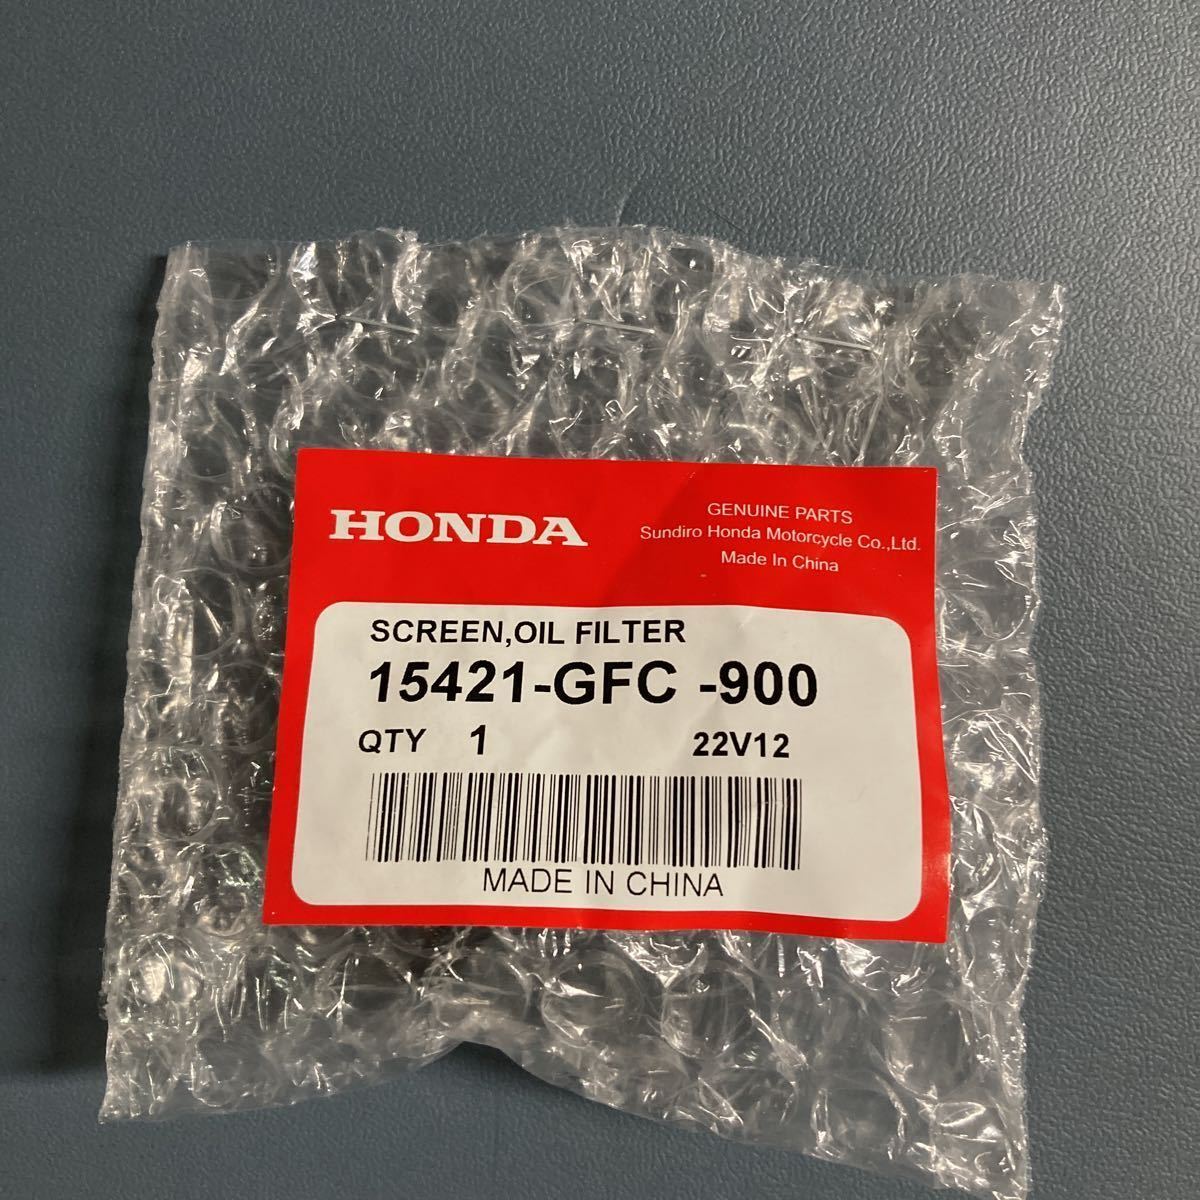 HONDA
GENUINE PARTS
Sundiro Honda Motorcycle Co.,Ltd.
Made In China
SCREEN,OIL FILTER
15421-GFC -900
QTY 1 22V12
MADE IN CHINA